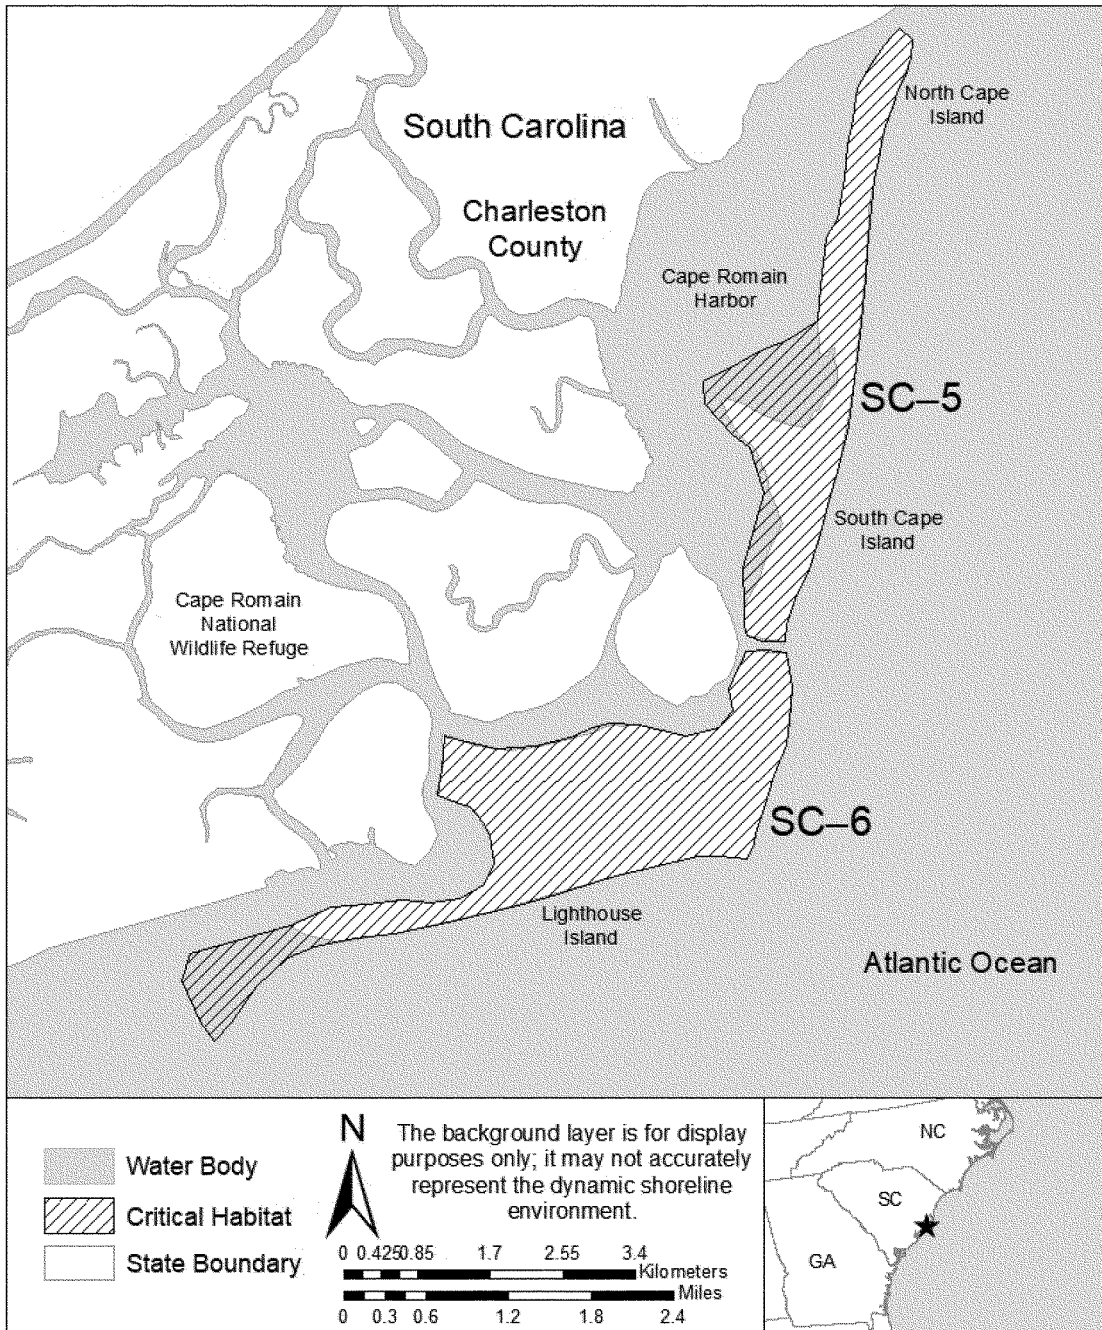 North Cape
Island
South Carolina
Charleston
County
Cape Romain
Harbor
SC–5
South Cape
Island
Cape Romain
National
Wildlife Refuge
SC–6
Lighthouse
Island
Atlantic Ocean
Water Body
Critical Habitat
State Boundary
N
The background layer is for display
purposes only; it may not accurately
represent the dynamic shoreline
environment.
0 0.425 0.85 1.7 2.55 3.4
Kilometers
Miles
0 0.3 0.6 1.2 1.8 2.4
NC
SC
GA